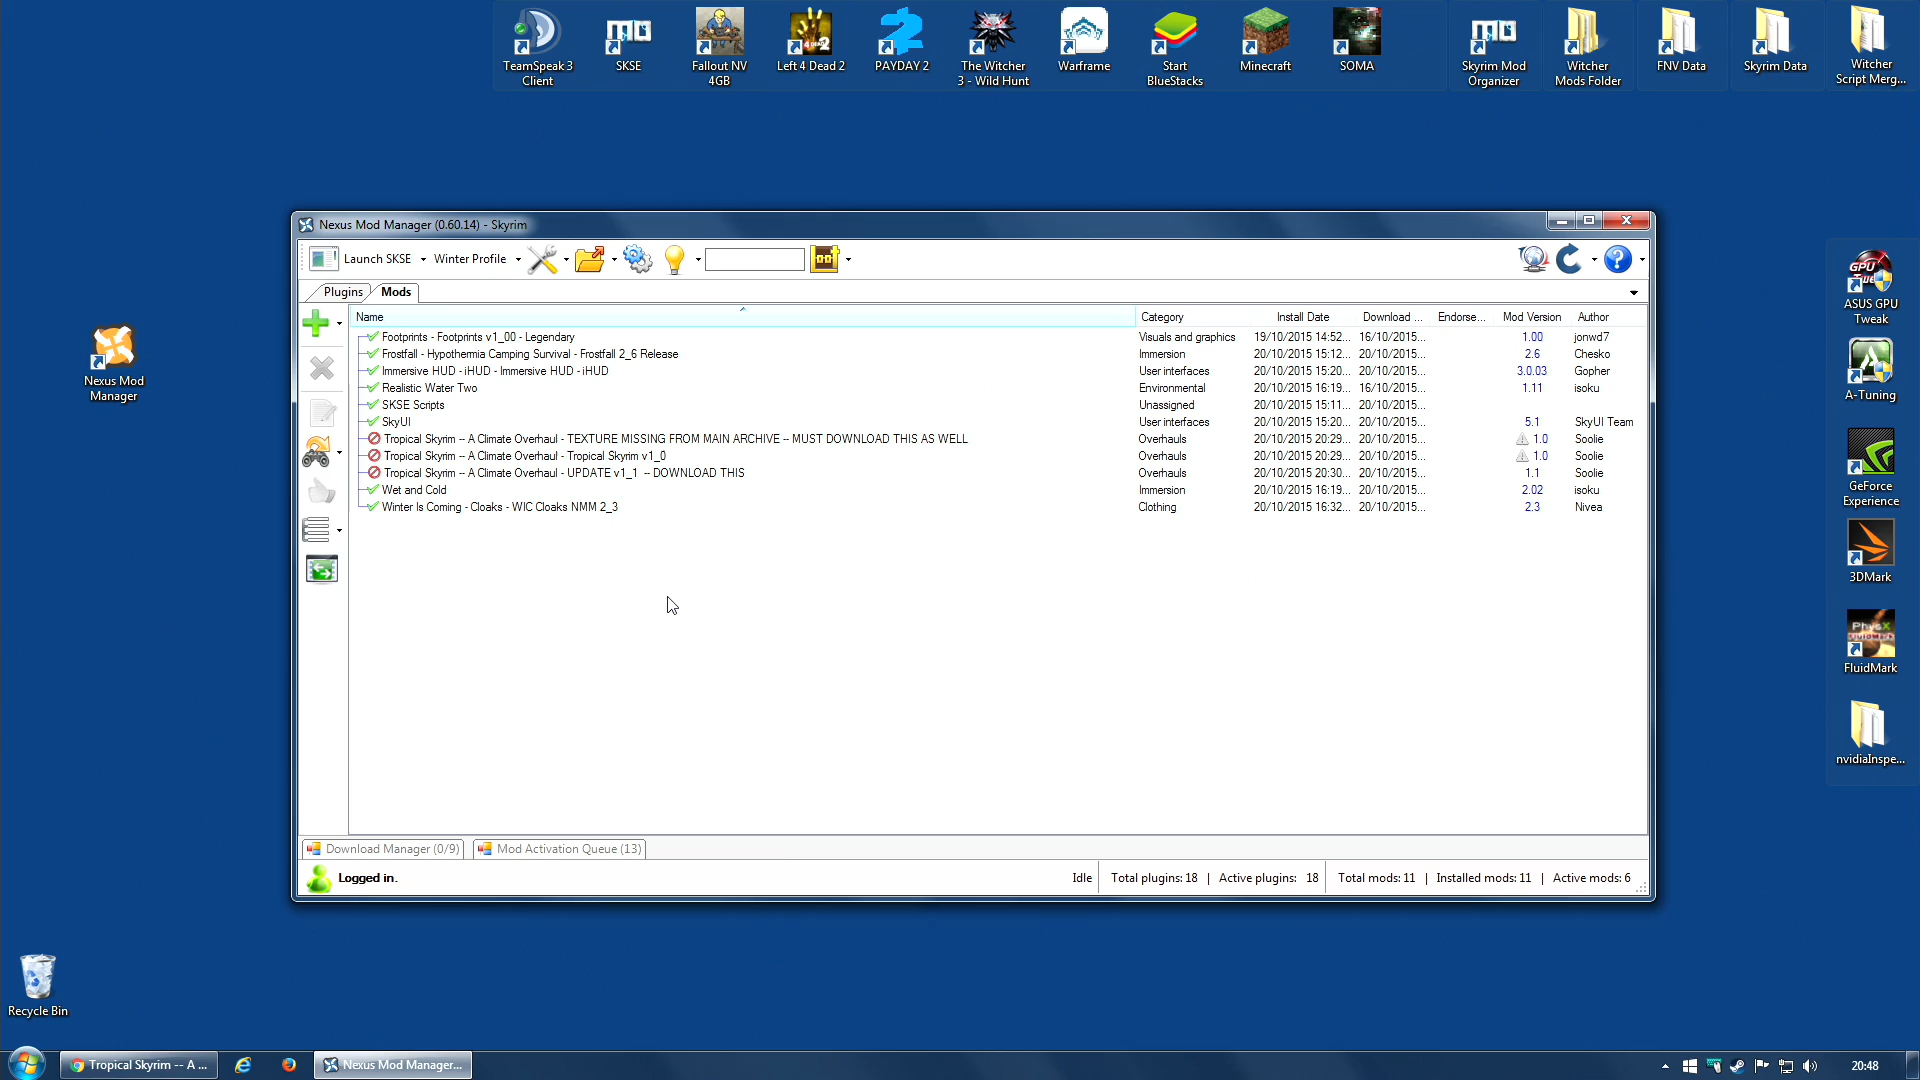 TeamSpeak 3 Client
SKSE
Fallout NV 4GB
Left 4 Dead 2
PAYDAY 2
The Witcher 3 - Wild Hunt
Warframe
Start BlueStacks
Minecraft
SOMA
Skyrim Mod Organizer
Witcher Mods Folder
FNV Data
Skyrim Data
Witcher Script Merg...
Nexus Mod Manager
Recycle Bin
ASUS GPU Tweak
A-Tuning
GeForce Experience
3DMark
FluidMark
nvidiaInspe...
Nexus Mod Manager (0.60.14) - Skyrim
Launch SKSE Winter Profile
Plugins Mods
Name Category Install Date Download ... Endorse... Mod Version Author
Footprints - Footprints v1_00 - Legendary Visuals and graphics 19/10/2015 14:52... 16/10/2015... 1.00 jonwd7
Frostfall - Hypothermia Camping Survival - Frostfall 2_6 Release Immersion 20/10/2015 15:12... 20/10/2015... 2.6 Chesko
Immersive HUD - iHUD - Immersive HUD - iHUD User interfaces 20/10/2015 15:20... 20/10/2015... 3.0.03 Gopher
Realistic Water Two Environmental 20/10/2015 16:19... 16/10/2015... 1.11 isoku
SKSE Scripts Unassigned 20/10/2015 15:11... 20/10/2015...
SkyUI User interfaces 20/10/2015 15:20... 20/10/2015... 5.1 SkyUI Team
Tropical Skyrim -- A Climate Overhaul - TEXTURE MISSING FROM MAIN ARCHIVE -- MUST DOWNLOAD THIS AS WELL Overhauls 20/10/2015 20:29... 20/10/2015... 1.0 Soolie
Tropical Skyrim -- A Climate Overhaul - Tropical Skyrim v1_0 Overhauls 20/10/2015 20:29... 20/10/2015... 1.0 Soolie
Tropical Skyrim -- A Climate Overhaul - UPDATE v1_1 -- DOWNLOAD THIS Overhauls 20/10/2015 20:30... 20/10/2015... 1.1 Soolie
Wet and Cold Immersion 20/10/2015 16:19... 20/10/2015... 2.02 isoku
Winter Is Coming - Cloaks - WIC Cloaks NMM 2_3 Clothing 20/10/2015 16:32... 20/10/2015... 2.3 Nivea
Download Manager (0/9) Mod Activation Queue (13)
Logged in. Idle Total plugins: 18 | Active plugins: 18 Total mods: 11 | Installed mods: 11 | Active mods: 6
Tropical Skyrim -- A ... Nexus Mod Manager... 20:48